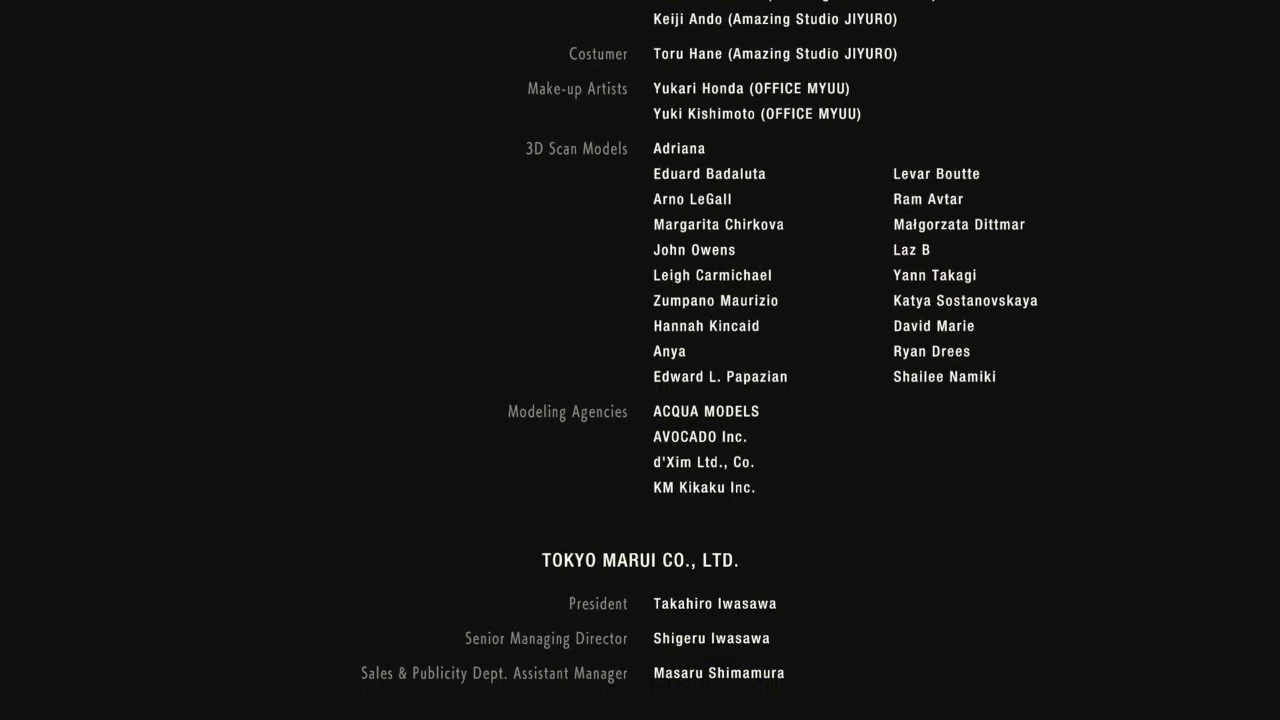 Keiji Ando (Amazing Studio JIYURO)
Costumer Toru Hane (Amazing Studio JIYURO)
Make-up Artists Yukari Honda (OFFICE MYUU)
Yuki Kishimoto (OFFICE MYUU)
3D Scan Models Adriana
Eduard Badaluta Levar Boutte
Arno LeGall Ram Avtar
Margarita Chirkova Małgorzata Dittmar
John Owens Laz B
Leigh Carmichael Yann Takagi
Zumpano Maurizio Katya Sostanovskaya
Hannah Kincaid David Marie
Anya Ryan Drees
Edward L. Papazian Shailee Namiki
Modeling Agencies ACQUA MODELS
AVOCADO Inc.
d'Xim Ltd., Co.
KM Kikaku Inc.
TOKYO MARUI CO., LTD.
President Takahiro Iwasawa
Senior Managing Director Shigeru Iwasawa
Sales & Publicity Dept. Assistant Manager Masaru Shimamura